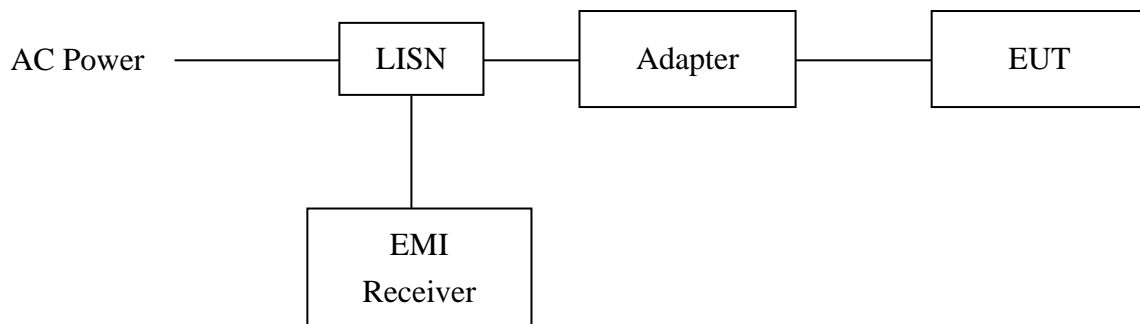 AC Power
LISN
Adapter
EUT
EMI
Receiver